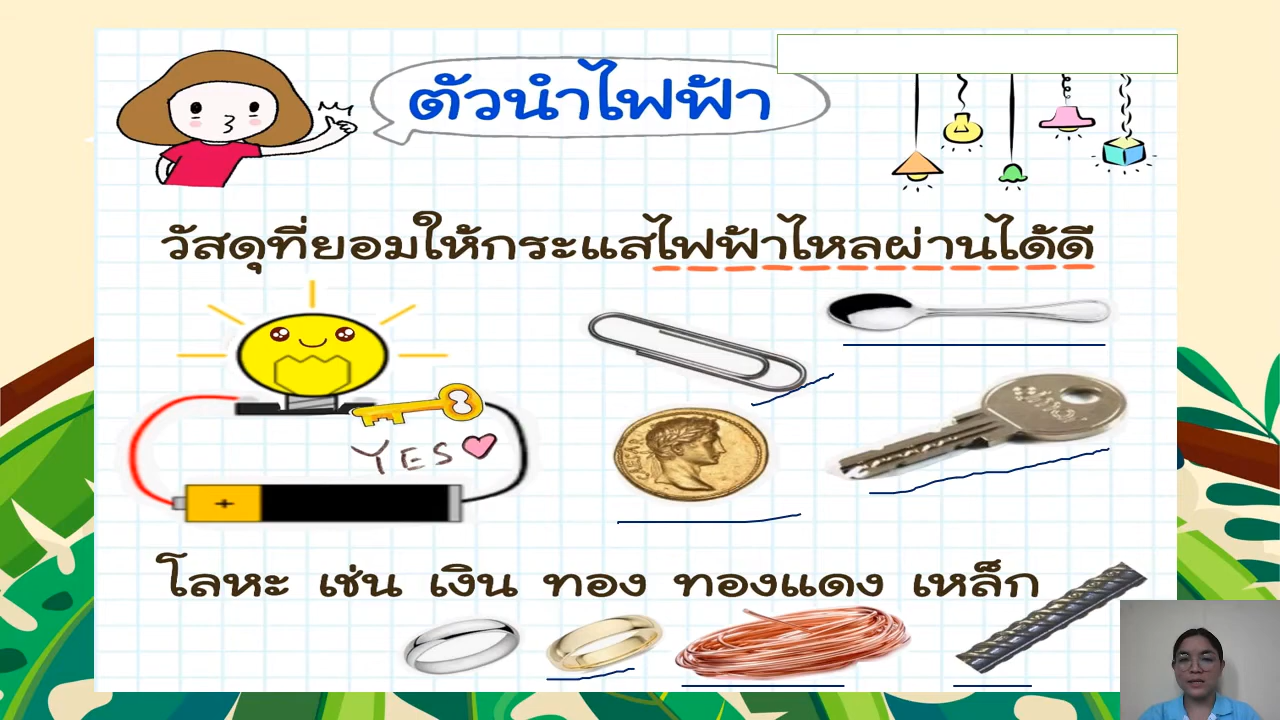 ตัวนำไฟฟ้า
วัสดุที่ยอมให้กระแสไฟฟ้าไหลผ่านได้ดี
YES
+
โลหะ เช่น เงิน ทอง ทองแดง เหล็ก